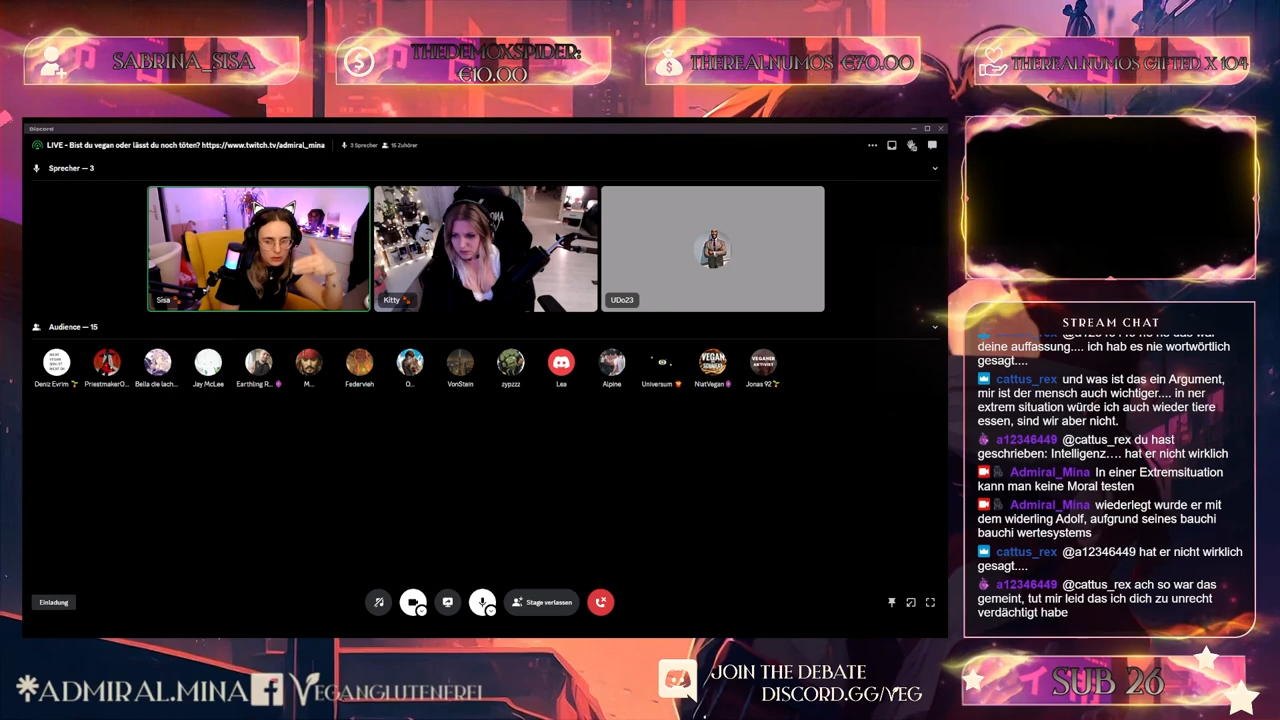 SABRINA_SISA
THEDEMOXSPIDER:
€10.00
THEREALNUMOS €70.00
THEREALNUMOS GIFTED X 104
Discord
LIVE - Bist du vegan oder lässt du noch töten? https://www.twitch.tv/admiral_mina
3 Sprecher 15 Zuhörer
Sprecher — 3
Sisa
Kitty
UDo23
Audience — 15
Deniz Evrim
PriestmakerO...
Bella die lach...
Jay McLee
Earthling R...
M...
Federvieh
O...
VonStein
zypzzz
Lea
Alpine
Universum
NiatVegan
Jonas 92
Einladung
Stage verlassen
STREAM CHAT
deine auffassung.... ich hab es nie wortwörtlich
gesagt....
cattus_rex und was ist das ein Argument,
mir ist der mensch auch wichtiger.... in ner
extrem situation würde ich auch wieder tiere
essen, sind wir aber nicht.
a12346449 @cattus_rex du hast
geschrieben: Intelligenz…. hat er nicht wirklich
Admiral_Mina In einer Extremsituation
kann man keine Moral testen
Admiral_Mina wiederlegt wurde er mit
dem widerling Adolf, aufgrund seines bauchi
bauchi wertesystems
cattus_rex @a12346449 hat er nicht wirklich
gesagt....
a12346449 @cattus_rex ach so war das
gemeint, tut mir leid das ich dich zu unrecht
verdächtigt habe
*ADMIRAL.MINA
VEGANGLUTENEREI
JOIN THE DEBATE
DISCORD.GG/VEG
SUB 26